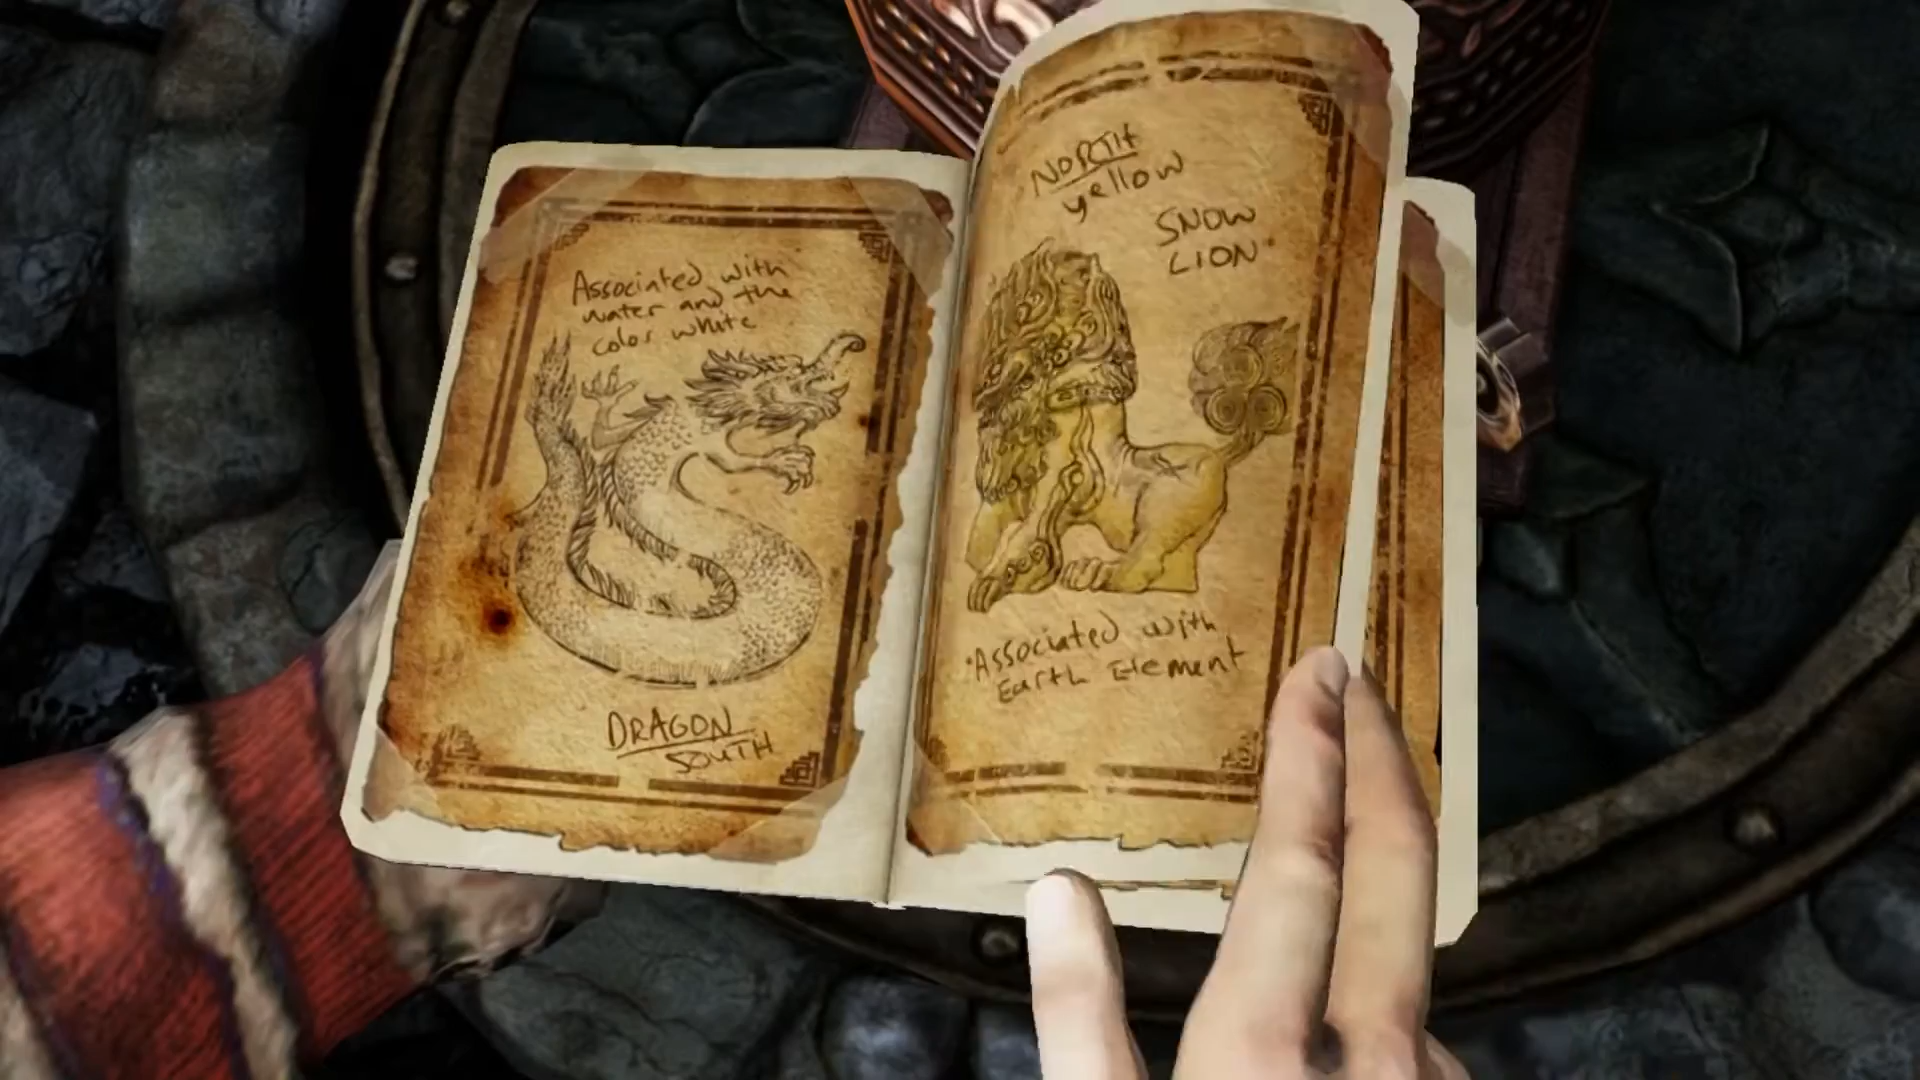 Associated with
water and the
color white
DRAGON
SOUTH
NORTH
yellow
SNOW
LION
Associated with
Earth Element